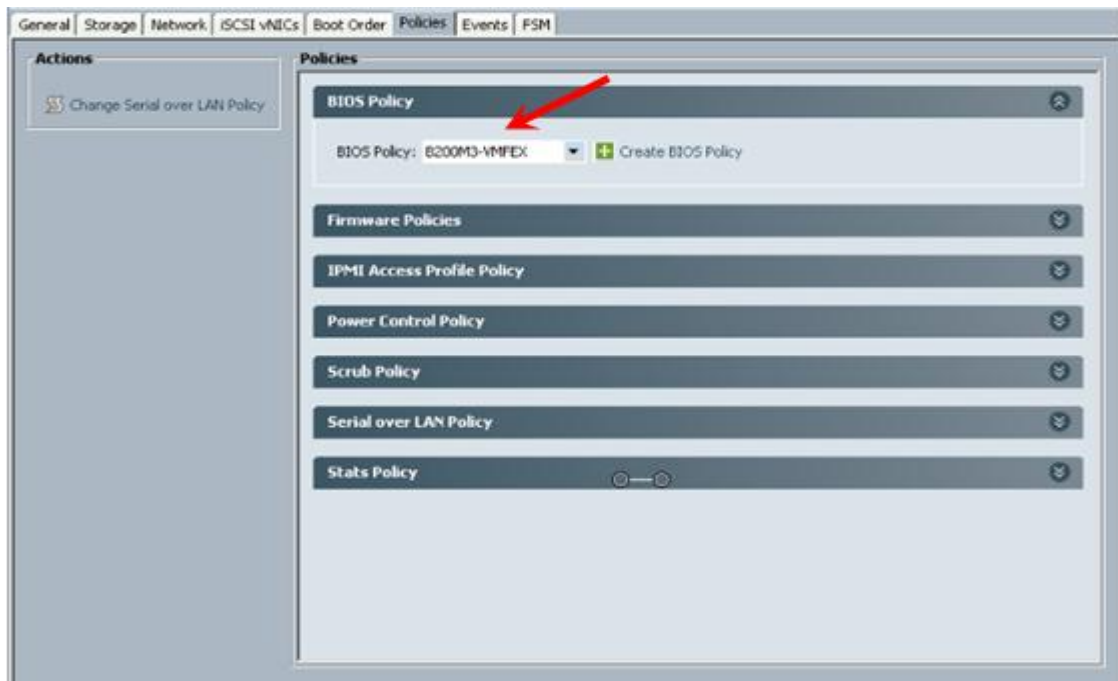 General Storage Network iSCSI vNICs Boot Order Policies Events FSM
Actions
Change Serial over LAN Policy
Policies
BIOS Policy
BIOS Policy: B200M3-VMFEX Create BIOS Policy
Firmware Policies
IPMI Access Profile Policy
Power Control Policy
Scrub Policy
Serial over LAN Policy
Stats Policy